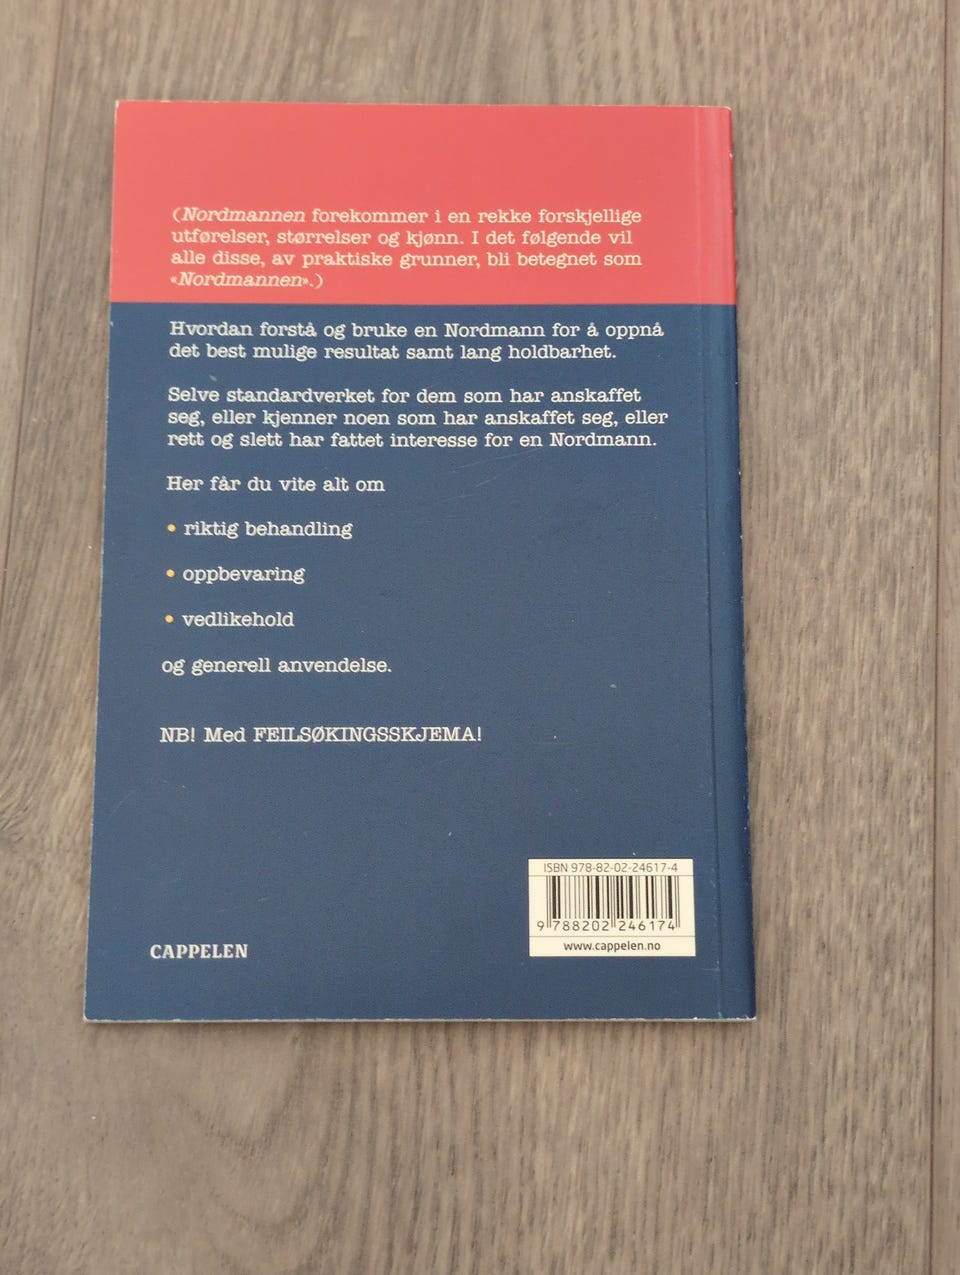 (Nordmannen forekommer i en rekke forskjellige
utførelser, størrelser og kjønn. I det følgende vil
alle disse, av praktiske grunner, bli betegnet som
«Nordmannen».)
Hvordan forstå og bruke en Nordmann for å oppnå
det best mulige resultat samt lang holdbarhet.
Selve standardverket for dem som har anskaffet
seg, eller kjenner noen som har anskaffet seg, eller
rett og slett har fattet interesse for en Nordmann.
Her får du vite alt om
• riktig behandling
• oppbevaring
• vedlikehold
og generell anvendelse.
NB! Med FEILSØKINGSSKJEMA!
ISBN 978-82-02-24617-4
9 788202 246174
www.cappelen.no
CAPPELEN